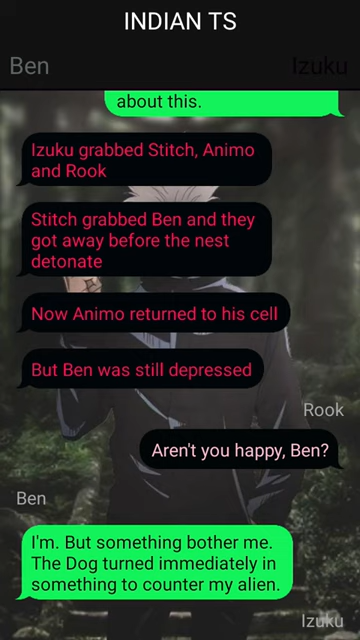 INDIAN TS
Ben
Izuku
about this.
Izuku grabbed Stitch, Animo
and Rook
Stitch grabbed Ben and they
got away before the nest
detonate
Now Animo returned to his cell
But Ben was still depressed
Rook
Aren't you happy, Ben?
Ben
I'm. But something bother me.
The Dog turned immediately in
something to counter my alien.
Izuku